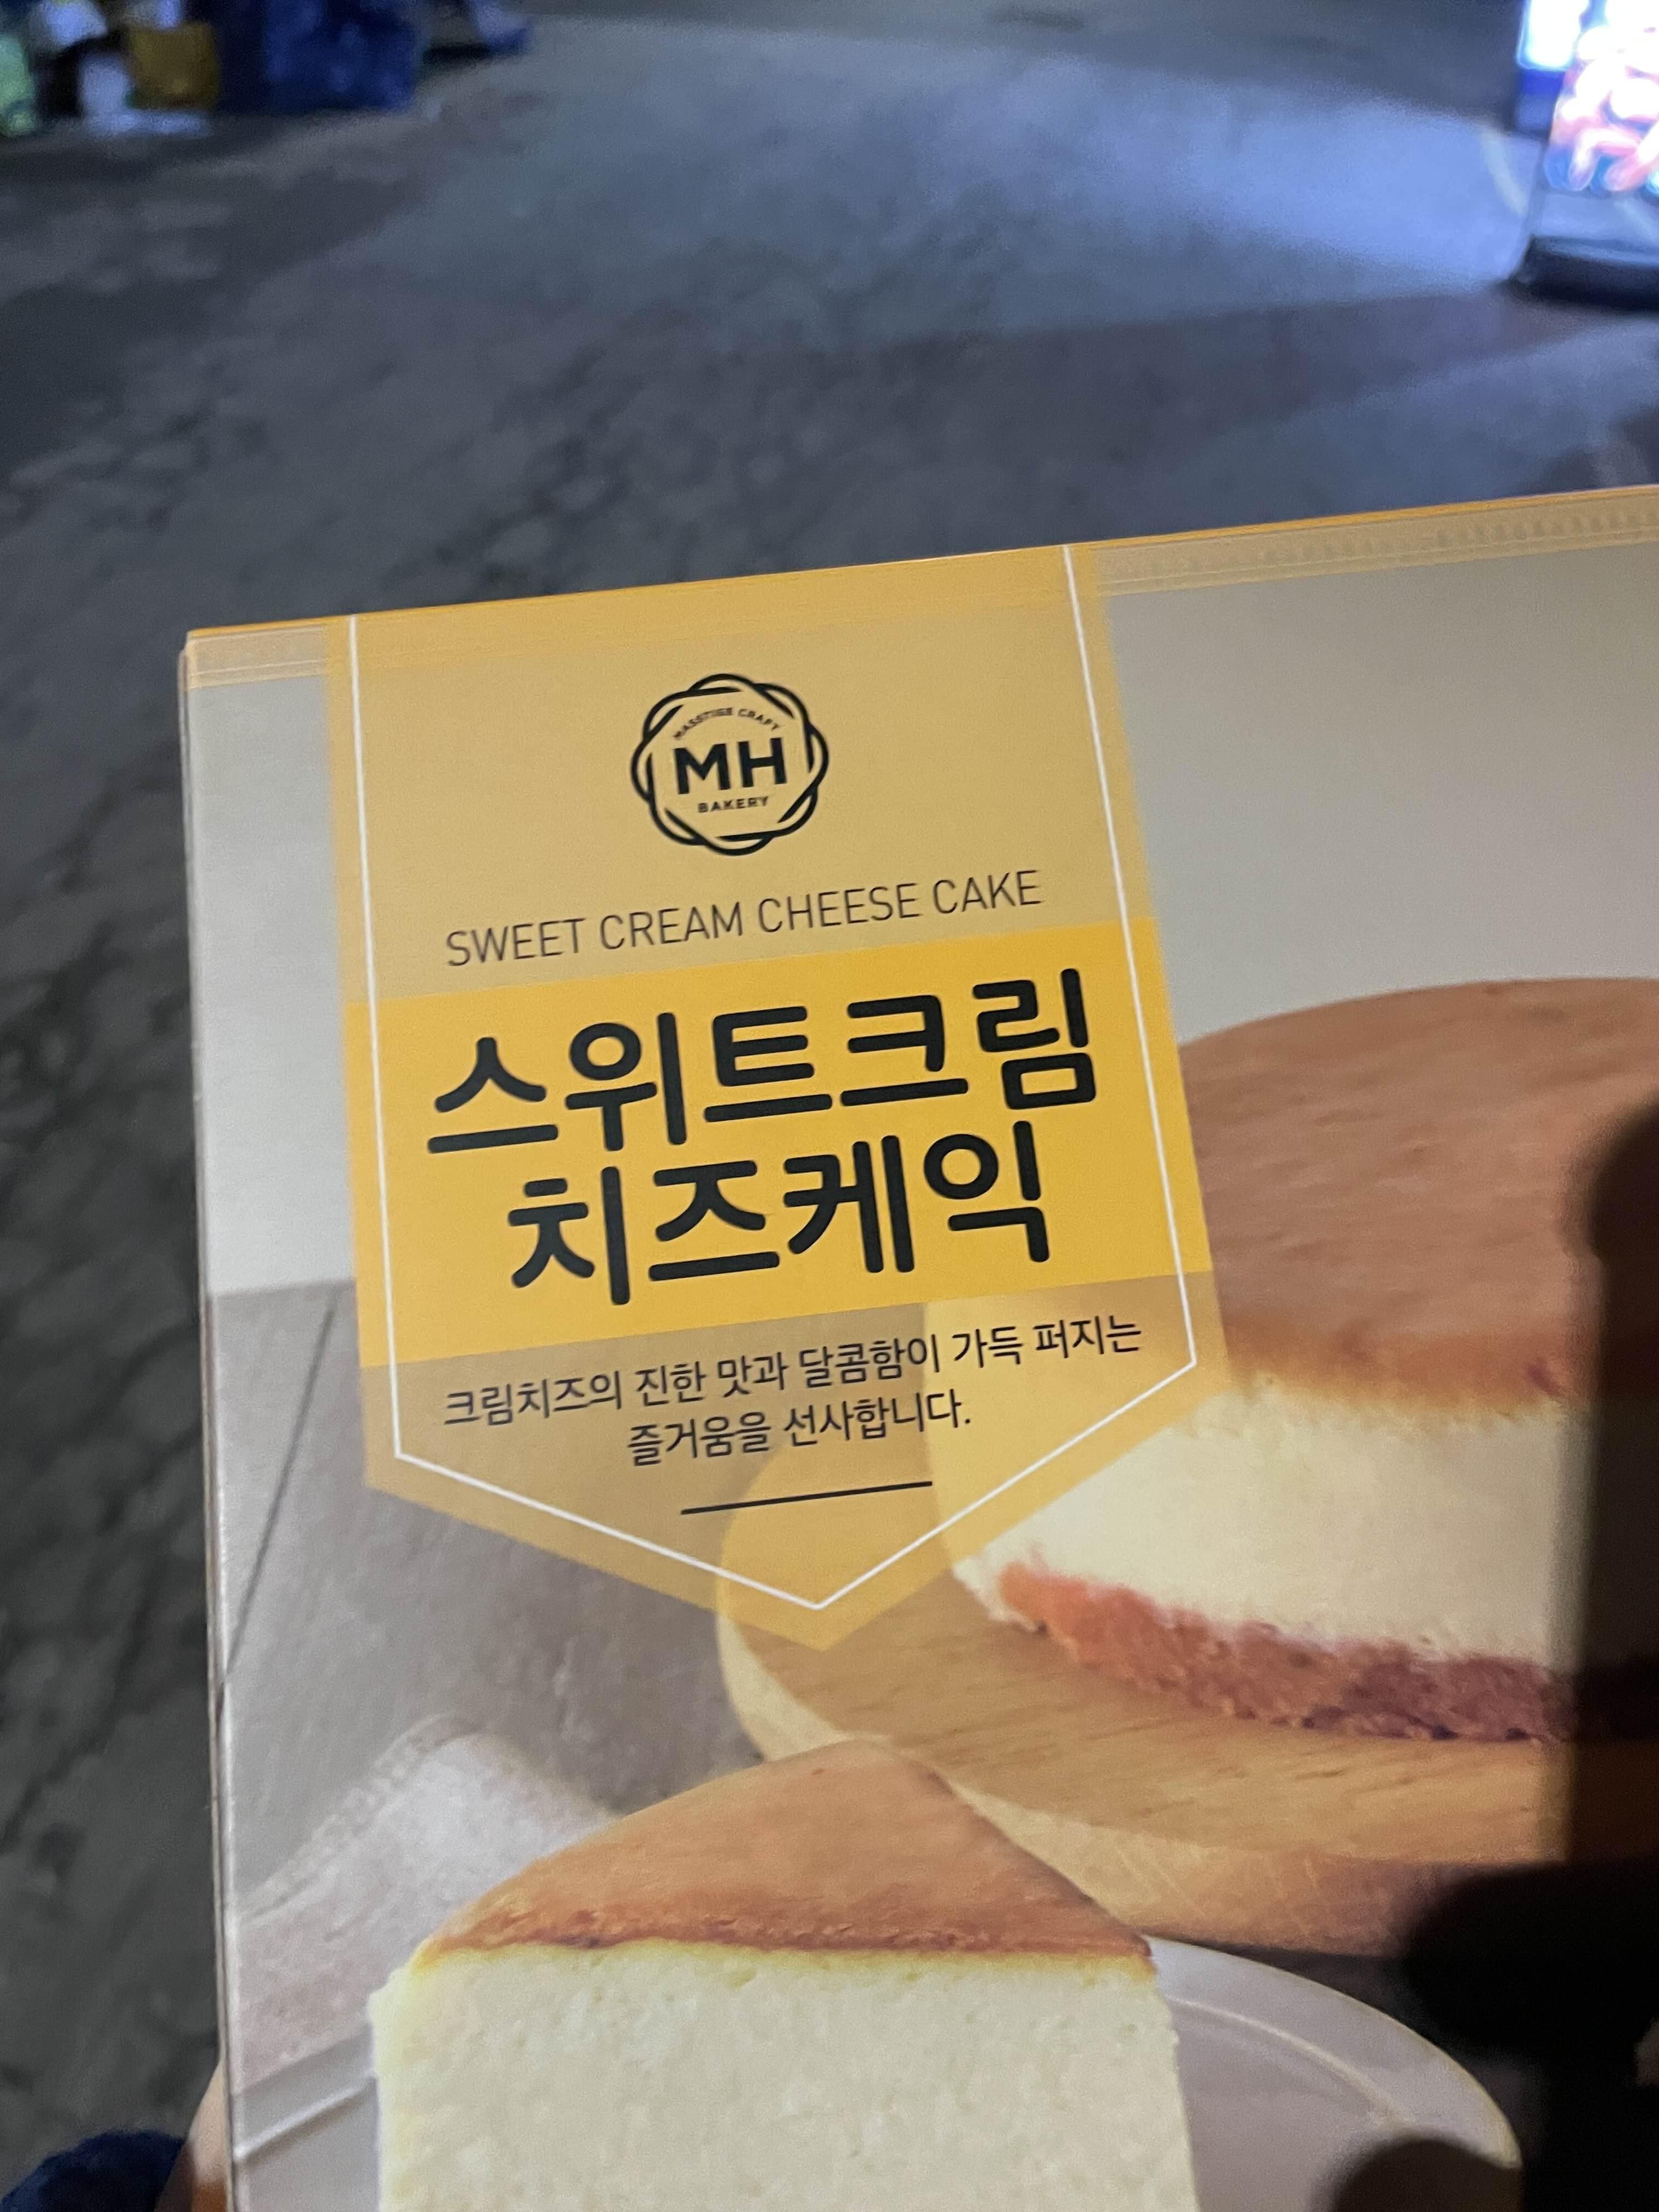 MASSTIGE CRAFT
MH
BAKERY
SWEET CREAM CHEESE CAKE
스위트크림
치즈케익
크림치즈의 진한 맛과 달콤함이 가득 퍼지는
즐거움을 선사합니다.